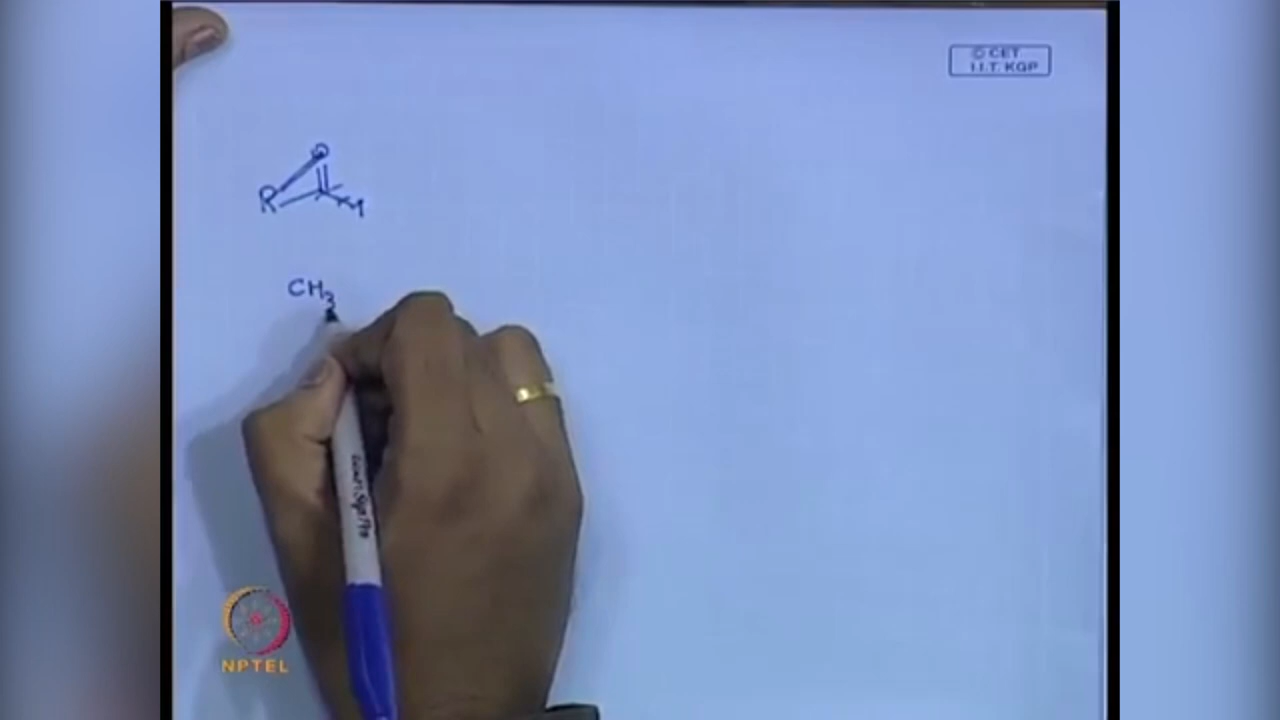 © CET
I.I.T. KGP
O
R
CH3
NPTEL